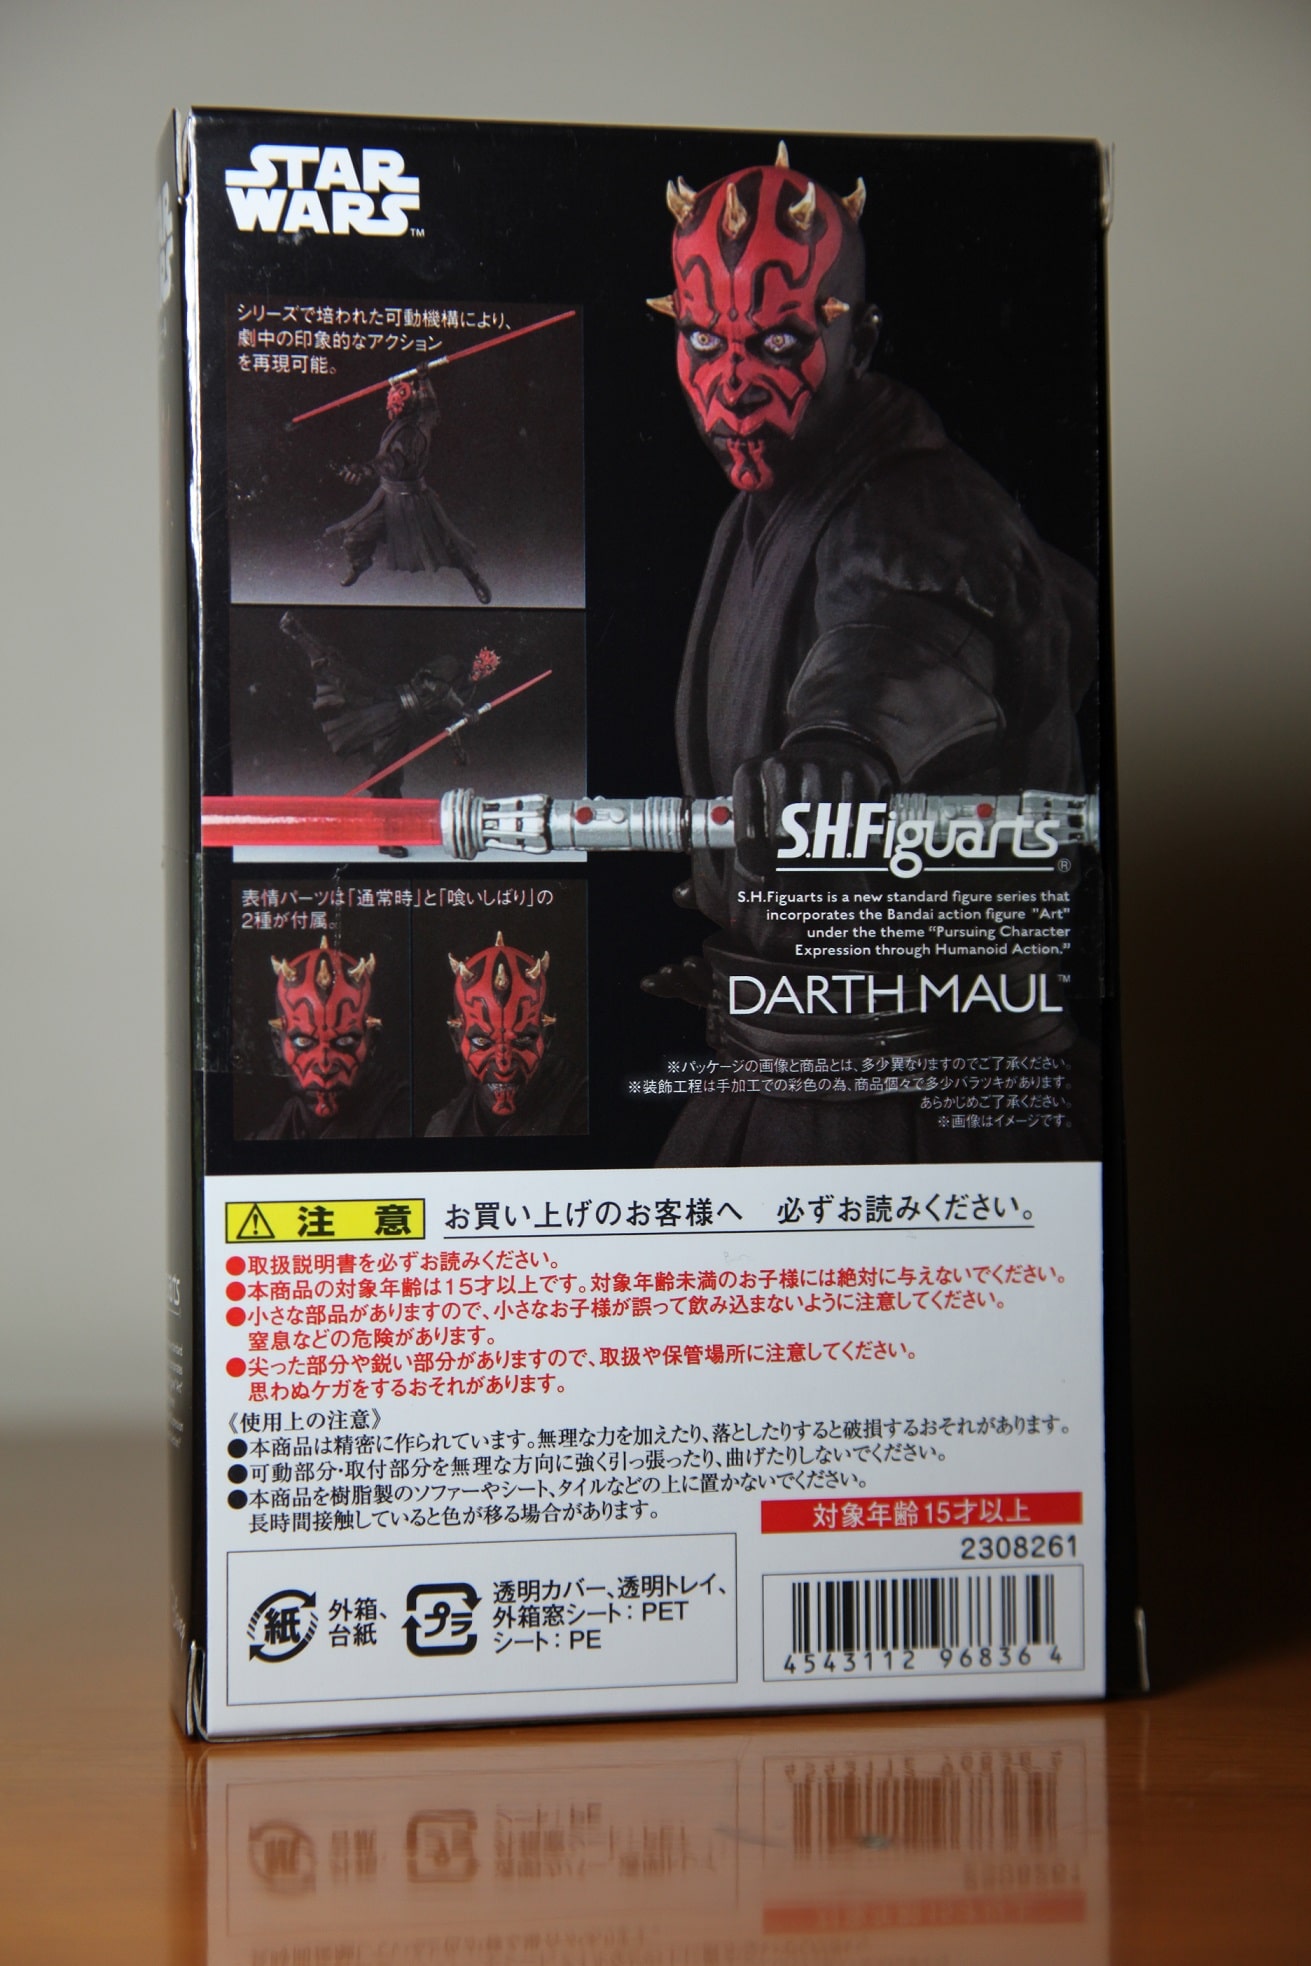 STAR
WARS™
シリーズで培われた可動機構により、
劇中の印象的なアクション
を再現可能。
表情パーツは「通常時」と「喰いしばり」の
2種が付属。
S.H.Figuarts®
S.H.Figuarts is a new standard figure series that
incorporates the Bandai action figure "Art"
under the theme “Pursuing Character
Expression through Humanoid Action.”
DARTH MAUL™
※パッケージの画像と商品とは、多少異なりますのでご了承ください。
※装飾工程は手加工での彩色の為、商品個々で多少バラツキがあります。
あらかじめご了承ください。
※画像はイメージです。
注 意 お買い上げのお客様へ 必ずお読みください。
●取扱説明書を必ずお読みください。
●本商品の対象年齢は15才以上です。対象年齢未満のお子様には絶対に与えないでください。
●小さな部品がありますので、小さなお子様が誤って飲み込まないように注意してください。
窒息などの危険があります。
●尖った部分や鋭い部分がありますので、取扱や保管場所に注意してください。
思わぬケガをするおそれがあります。
《使用上の注意》
●本商品は精密に作られています。無理な力を加えたり、落としたりすると破損するおそれがあります。
●可動部分・取付部分を無理な方向に強く引っ張ったり、曲げたりしないでください。
●本商品を樹脂製のソファーやシート、タイルなどの上に置かないでください。
長時間接触していると色が移る場合があります。
対象年齢15才以上
2308261
紙 外箱、
台紙
プラ 透明カバー、透明トレイ、
外箱窓シート：PET
シート：PE
4543112 968364